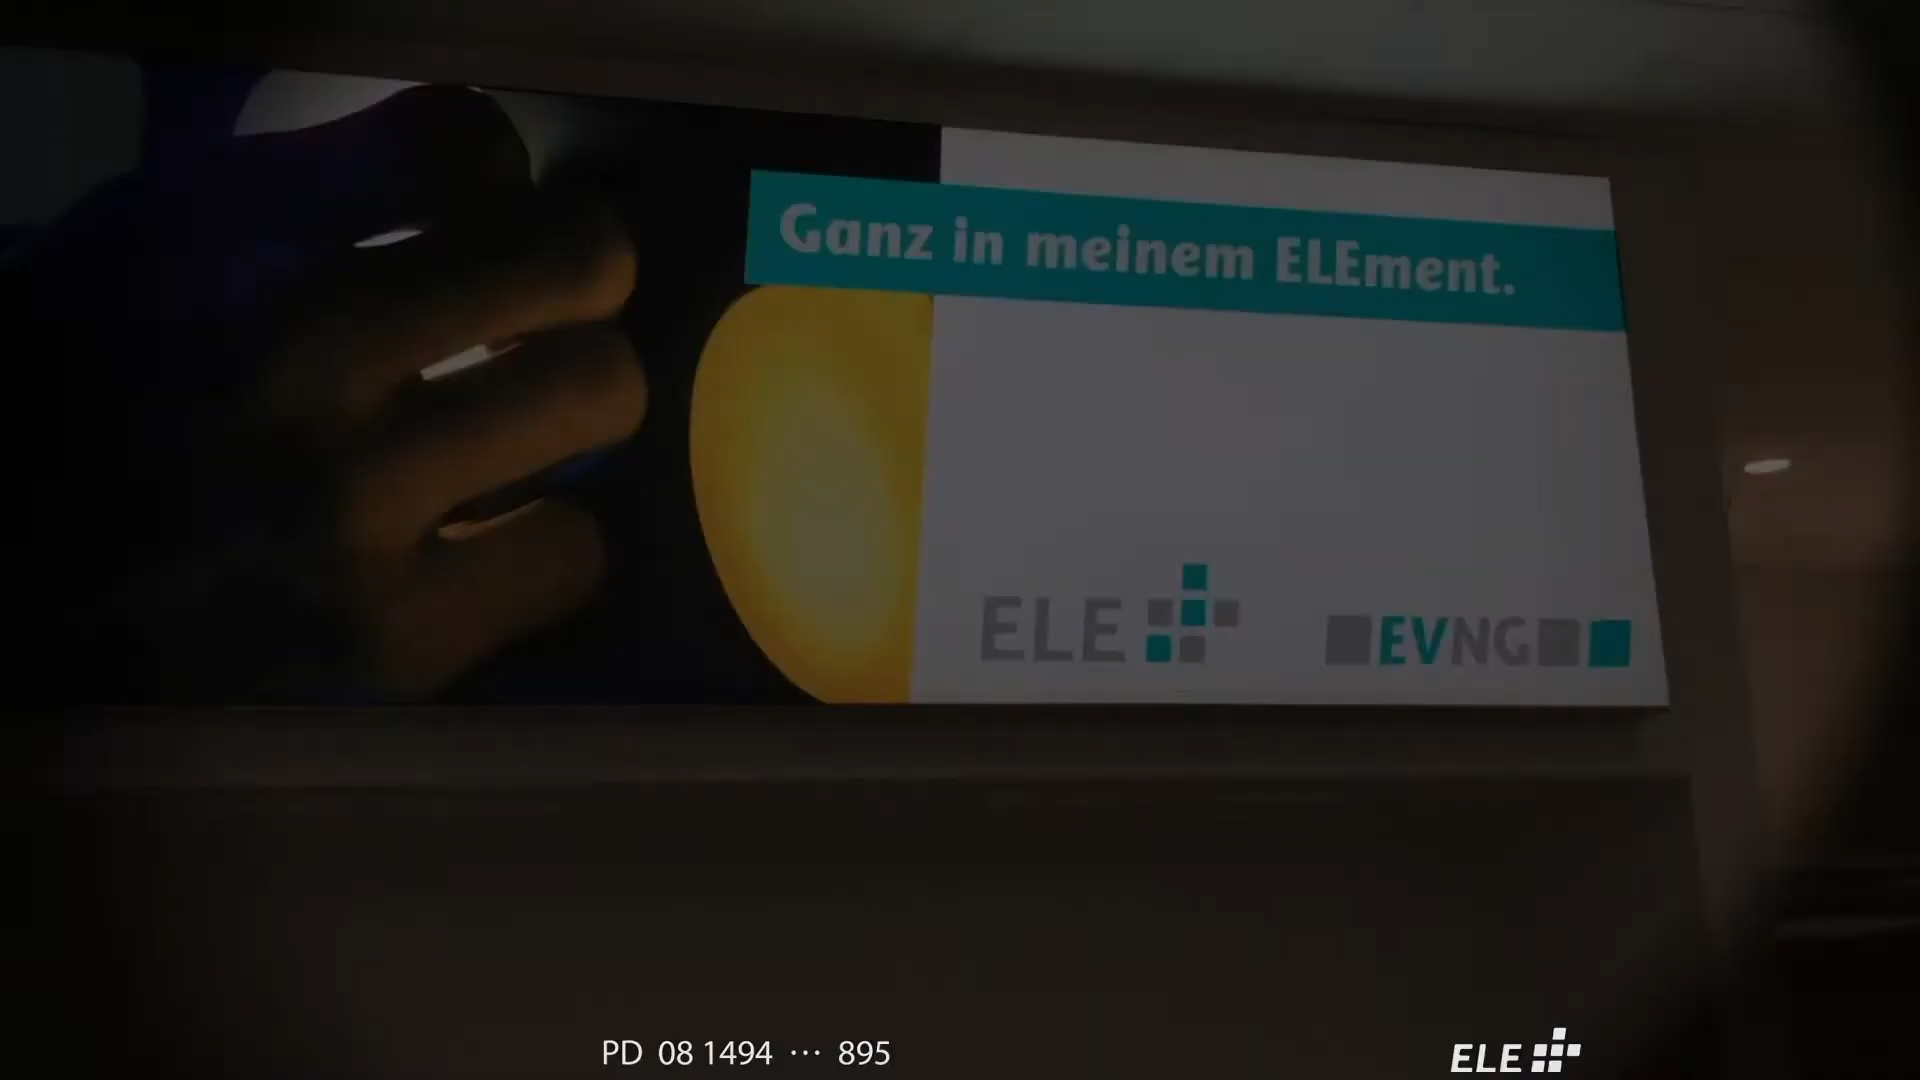 Ganz in meinem ELEment.
ELE
EVNG
PD 08 1494 ··· 895
ELE